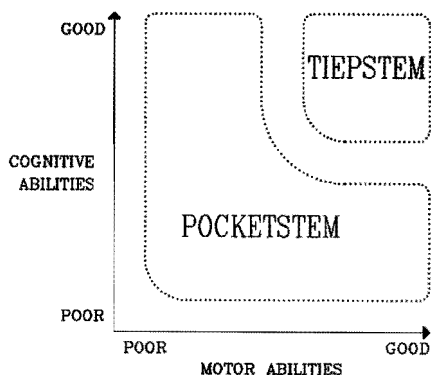 GOOD
TIEPSTEM
COGNITIVE
ABILITIES
POCKETSTEM
POOR
POOR GOOD
MOTOR ABILITIES